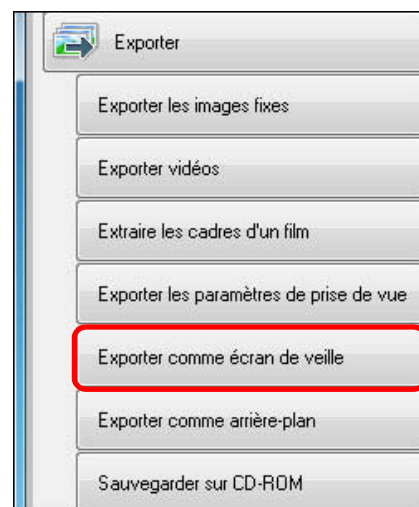 Exporter
Exporter les images fixes
Exporter vidéos
Extraire les cadres d'un film
Exporter les paramètres de prise de vue
Exporter comme écran de veille
Exporter comme arrière-plan
Sauvegarder sur CD-ROM